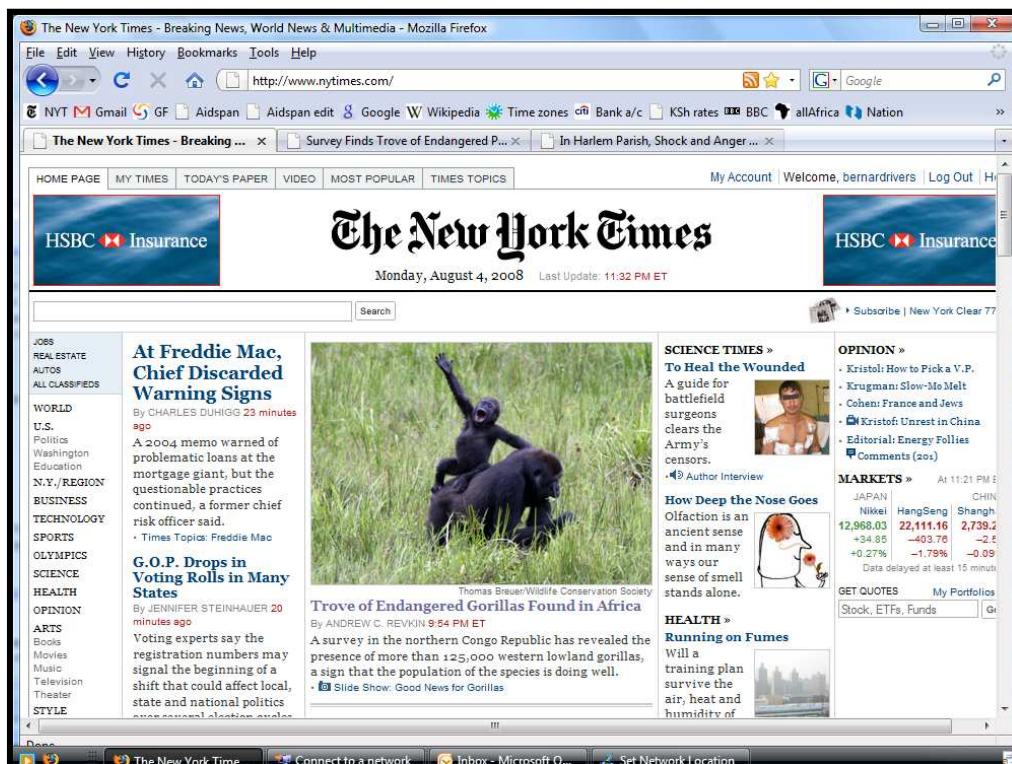 The New York Times - Breaking News, World News & Multimedia - Mozilla Firefox
File Edit View History Bookmarks Tools Help
http://www.nytimes.com/
G Google
NYT Gmail GF Aidspan Aidspan edit Google Wikipedia Time zones citi Bank a/c KSh rates BBC BBC allAfrica Nation »
The New York Times - Breaking ... Survey Finds Trove of Endangered P... In Harlem Parish, Shock and Anger ...
HOME PAGE MY TIMES TODAY'S PAPER VIDEO MOST POPULAR TIMES TOPICS
My Account Welcome, bernardrivers Log Out H
HSBC Insurance
The New York Times
HSBC Insurance
Monday, August 4, 2008 Last Update: 11:32 PM ET
Search
Subscribe | New York Clear 77
JOBS
REAL ESTATE
AUTOS
ALL CLASSIFIEDS
WORLD
U.S.
Politics
Washington
Education
N.Y./REGION
BUSINESS
TECHNOLOGY
SPORTS
OLYMPICS
SCIENCE
HEALTH
OPINION
ARTS
Books
Movies
Music
Television
Theater
STYLE
At Freddie Mac,
Chief Discarded
Warning Signs
By CHARLES DUHIGG 23 minutes
ago
A 2004 memo warned of
problematic loans at the
mortgage giant, but the
questionable practices
continued, a former chief
risk officer said.
• Times Topics: Freddie Mac
G.O.P. Drops in
Voting Rolls in Many
States
By JENNIFER STEINHAUER 20
minutes ago
Voting experts say the
registration numbers may
signal the beginning of a
shift that could affect local,
state and national politics
over several election cycles
Thomas Breuer/Wildlife Conservation Society
Trove of Endangered Gorillas Found in Africa
By ANDREW C. REVKIN 9:54 PM ET
A survey in the northern Congo Republic has revealed the
presence of more than 125,000 western lowland gorillas,
a sign that the population of the species is doing well.
• Slide Show: Good News for Gorillas
SCIENCE TIMES »
To Heal the Wounded
A guide for
battlefield
surgeons
clears the
Army's
censors.
• Author Interview
How Deep the Nose Goes
Olfaction is an
ancient sense
and in many
ways our
sense of smell
stands alone.
HEALTH »
Running on Fumes
Will a
training plan
survive the
air, heat and
humidity of
OPINION »
• Kristol: How to Pick a V.P.
• Krugman: Slow-Mo Melt
• Cohen: France and Jews
• Kristof: Unrest in China
• Editorial: Energy Follies
Comments (201)
MARKETS » At 11:21 PM E
JAPAN CHIN
Nikkei HangSeng Shangh
12,968.03 22,111.16 2,739.2
+34.85 –403.76 –2.5
+0.27% –1.79% –0.09
Data delayed at least 15 minut
GET QUOTES My Portfolios
Stock, ETFs, Funds G
Done
The New York Time... Connect to a network Inbox - Microsoft O... Set Network Location